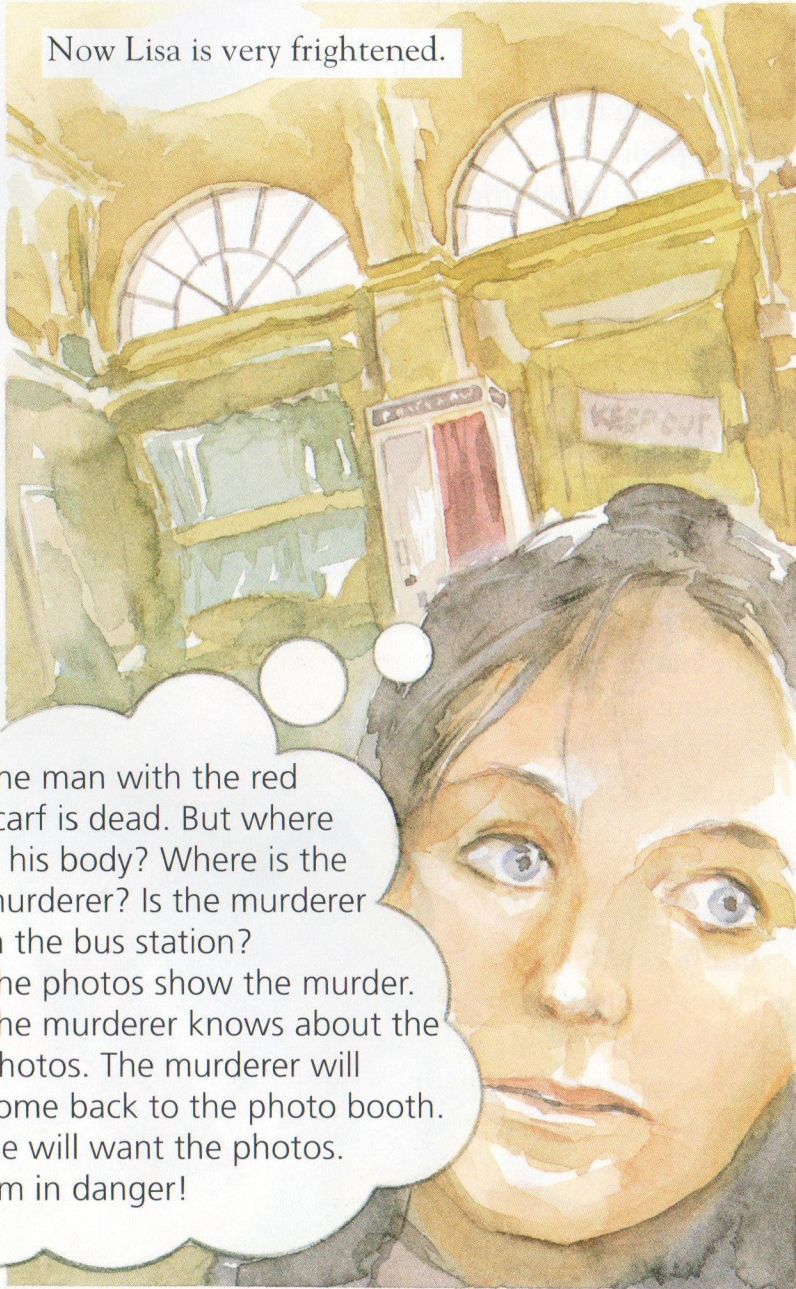 Now Lisa is very frightened.
KEEP OUT
he man with the red
carf is dead. But where
his body? Where is the
murderer? Is the murderer
n the bus station?
he photos show the murder.
he murderer knows about the
hotos. The murderer will
ome back to the photo booth.
e will want the photos.
m in danger!